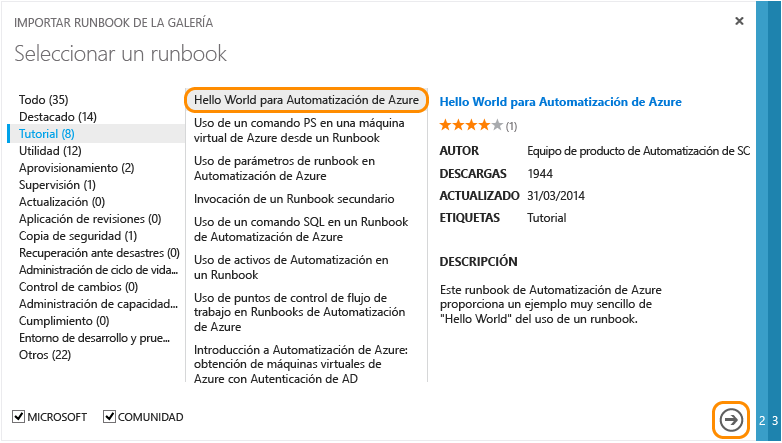 IMPORTAR RUNBOOK DE LA GALERÍA
Seleccionar un runbook
Todo (35)
Destacado (14)
Tutorial (8)
Utilidad (12)
Aprovisionamiento (2)
Supervisión (1)
Actualización (0)
Aplicación de revisiones (0)
Copia de seguridad (1)
Recuperación ante desastres (0)
Administración de ciclo de vida...
Control de cambios (0)
Administración de capacidad...
Cumplimiento (0)
Entorno de desarrollo y prue...
Otros (22)
Hello World para Automatización de Azure
Uso de un comando PS en una máquina
virtual de Azure desde un Runbook
Uso de parámetros de runbook en
Automatización de Azure
Invocación de un Runbook secundario
Uso de un comando SQL en un Runbook
de Automatización de Azure
Uso de activos de Automatización en
un Runbook
Uso de puntos de control de flujo de
trabajo en Runbooks de Automatización
de Azure
Introducción a Automatización de Azure:
obtención de máquinas virtuales de
Azure con Autenticación de AD
Hello World para Automatización de Azure
(1)
AUTOR Equipo de producto de Automatización de SC
DESCARGAS 1944
ACTUALIZADO 31/03/2014
ETIQUETAS Tutorial
DESCRIPCIÓN
Este runbook de Automatización de Azure
proporciona un ejemplo muy sencillo de
"Hello World" del uso de un runbook.
MICROSOFT COMUNIDAD
2 3